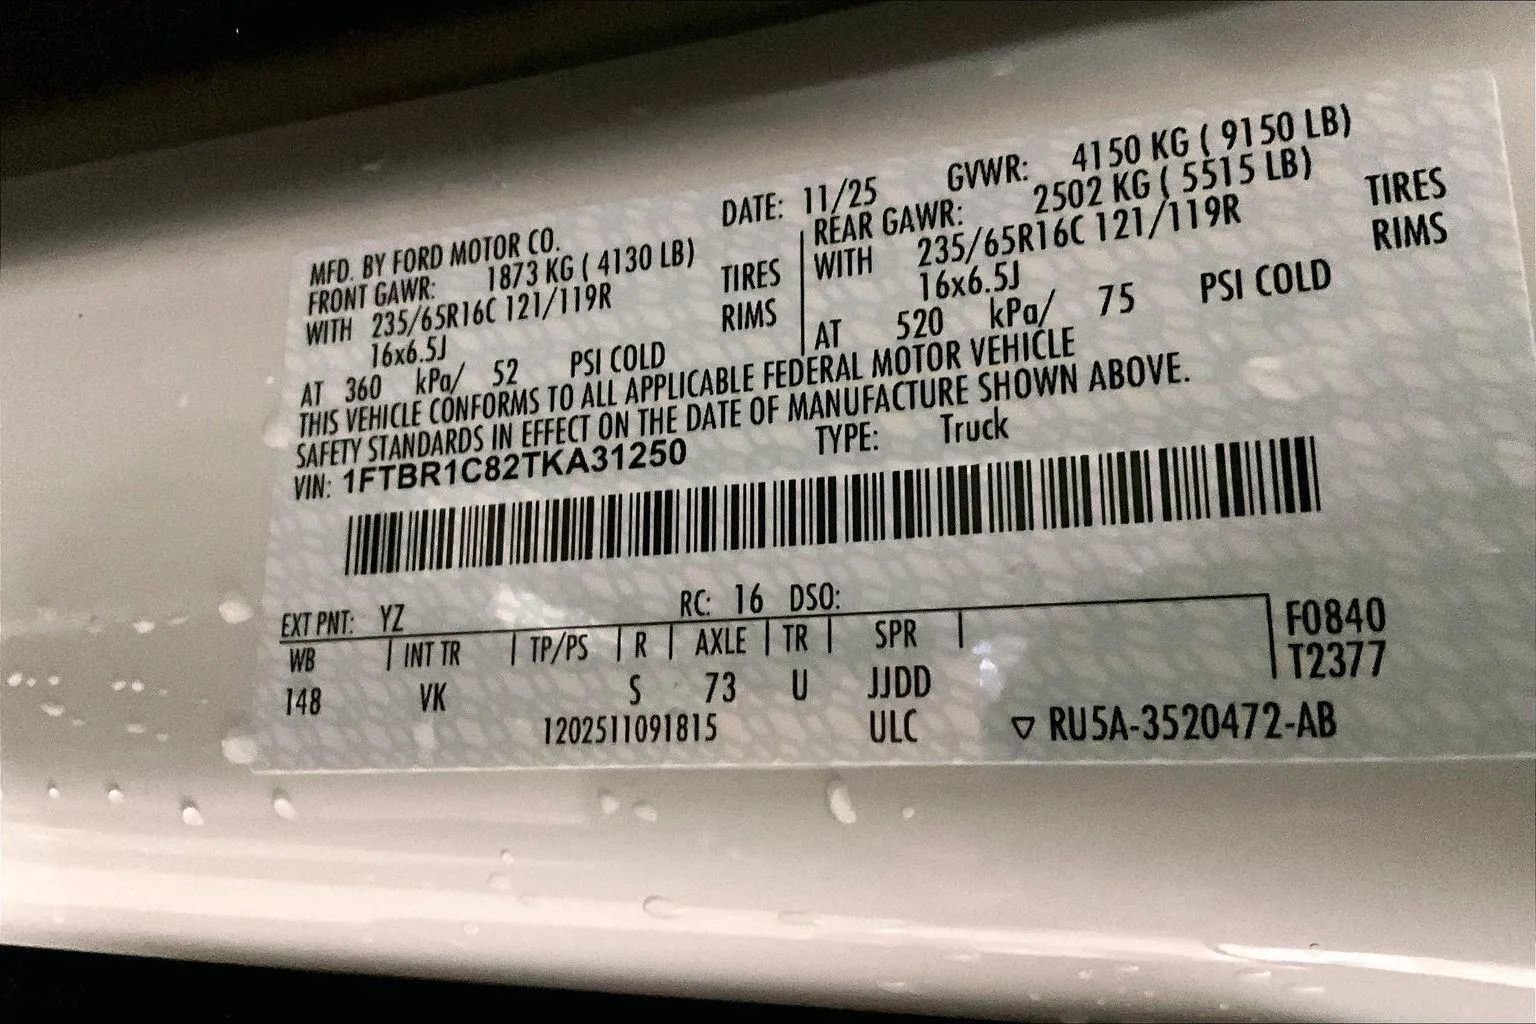 MFD. BY FORD MOTOR CO. DATE: 11/25 GVWR: 4150 KG ( 9150 LB)
FRONT GAWR: 1873 KG ( 4130 LB)
WITH 235/65R16C 121/119R TIRES
16x6.5J RIMS
AT 360 kPa/ 52 PSI COLD
REAR GAWR: 2502 KG ( 5515 LB)
WITH 235/65R16C 121/119R TIRES
16x6.5J RIMS
AT 520 kPa/ 75 PSI COLD
THIS VEHICLE CONFORMS TO ALL APPLICABLE FEDERAL MOTOR VEHICLE
SAFETY STANDARDS IN EFFECT ON THE DATE OF MANUFACTURE SHOWN ABOVE.
VIN: 1FTBR1C82TKA31250 TYPE: Truck
EXT PNT: YZ RC: 16 DSO:
WB INT TR TP/PS R AXLE TR SPR F0840
148 VK S 73 U JJDD T2377
1202511091815 ULC ▽ RU5A-3520472-AB